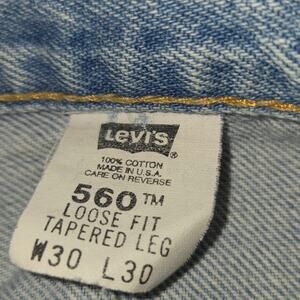 LEVI'S®
100% COTTON
MADE IN U.S.A.
CARE ON REVERSE
560™
LOOSE FIT
TAPERED LEG
W30 L30